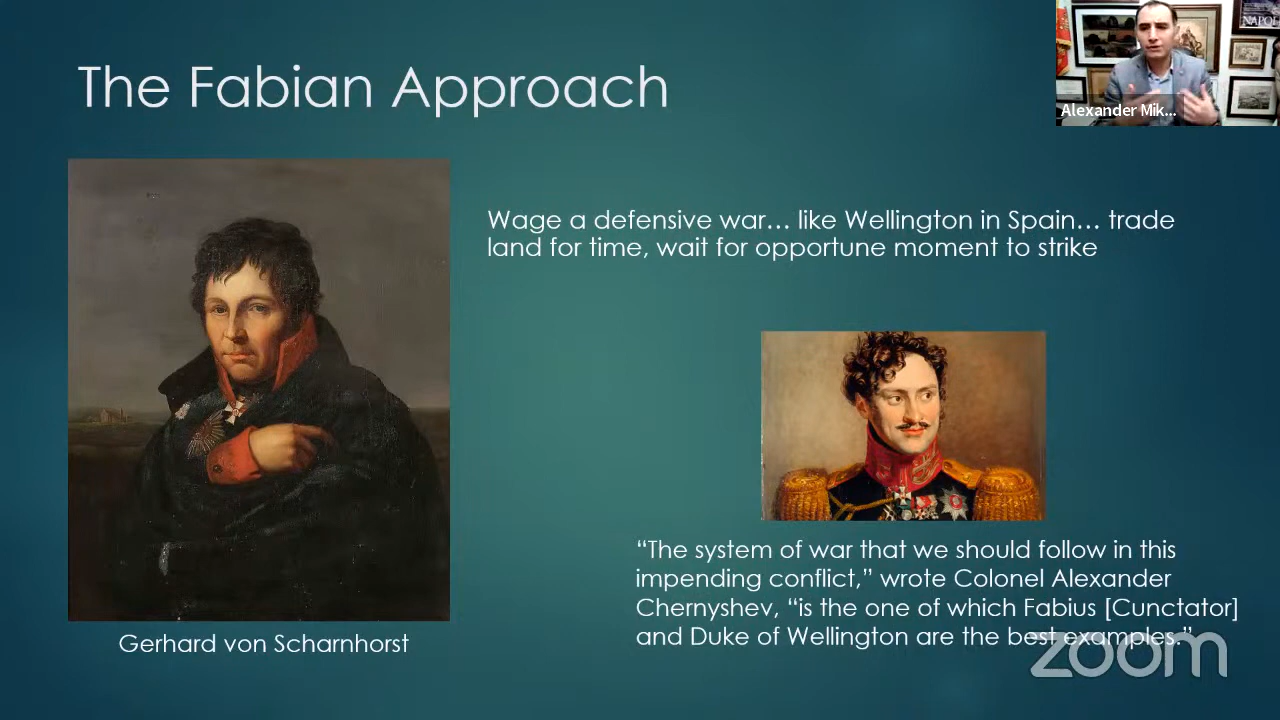 The Fabian Approach
NAPOL
Alexander Mik...
Wage a defensive war... like Wellington in Spain... trade
land for time, wait for opportune moment to strike
“The system of war that we should follow in this
impending conflict,” wrote Colonel Alexander
Chernyshev, “is the one of which Fabius [Cunctator]
and Duke of Wellington are the best examples.”
Gerhard von Scharnhorst
zoom